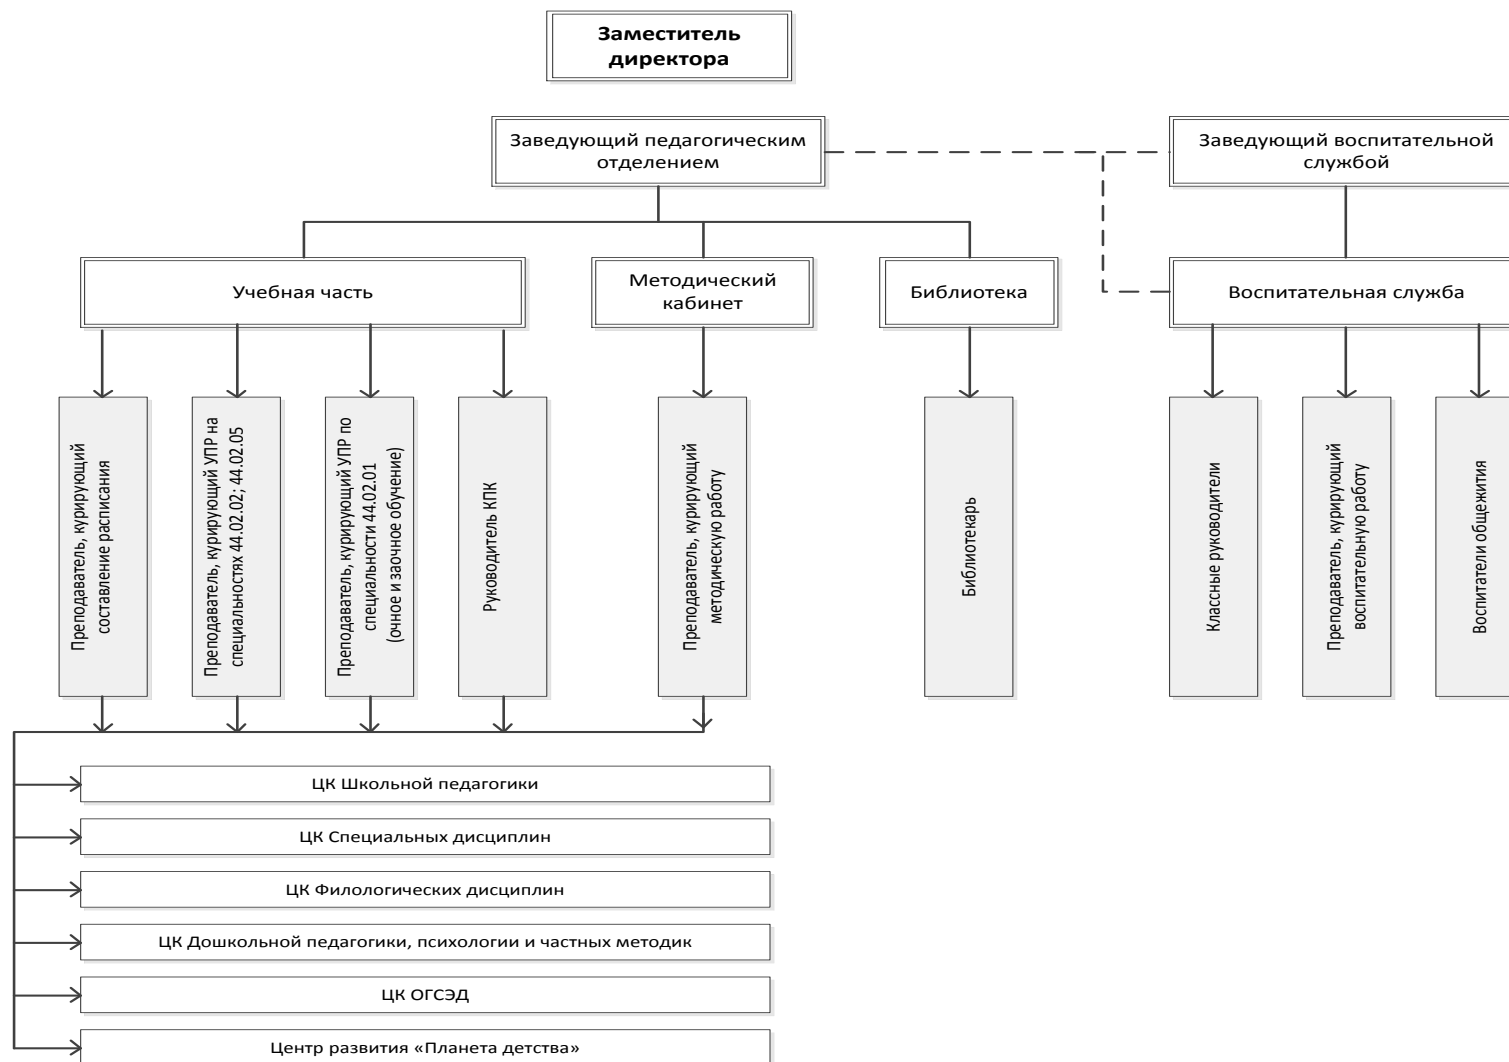 Заместитель
директора
Заведующий педагогическим
отделением
Заведующий воспитательной
службой
Учебная часть
Методический
кабинет
Библиотека
Воспитательная служба
Преподаватель, курирующий
составление расписания
Преподаватель, курирующий УПР на
специальностях 44.02.02; 44.02.05
Преподаватель, курирующий УПР по
специальности 44.02.01
(очное и заочное обучение)
Руководитель КПК
Преподаватель, курирующий
методическую работу
Библиотекарь
Классные руководители
Преподаватель, курирующий
воспитательную работу
Воспитатели общежития
ЦК Школьной педагогики
ЦК Специальных дисциплин
ЦК Филологических дисциплин
ЦК Дошкольной педагогики, психологии и частных методик
ЦК ОГСЭД
Центр развития «Планета детства»